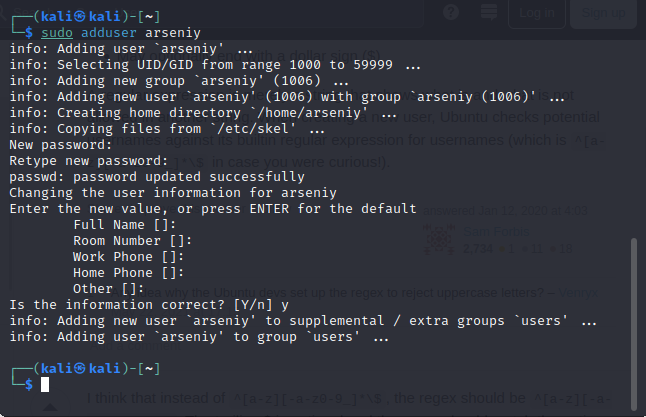 Log in Sign up
┌──(kali㉿kali)-[~]
└─$ sudo adduser arseniy
info: Adding user `arseniy' ...
info: Selecting UID/GID from range 1000 to 59999 ...
info: Adding new group `arseniy' (1006) ...
info: Adding new user `arseniy' (1006) with group `arseniy (1006)' ...
info: Creating home directory `/home/arseniy' ...
info: Copying files from `/etc/skel' ...
New password:
Retype new password:
passwd: password updated successfully
Changing the user information for arseniy
Enter the new value, or press ENTER for the default
Full Name []:
Room Number []:
Work Phone []:
Home Phone []:
Other []:
Is the information correct? [Y/n] y
info: Adding new user `arseniy' to supplemental / extra groups `users' ...
info: Adding user `arseniy' to group `users' ...
┌──(kali㉿kali)-[~]
└─$
I think that instead of ^[a-z][-a-z0-9_]*\$ , the regex should be ^[a-z][-a-